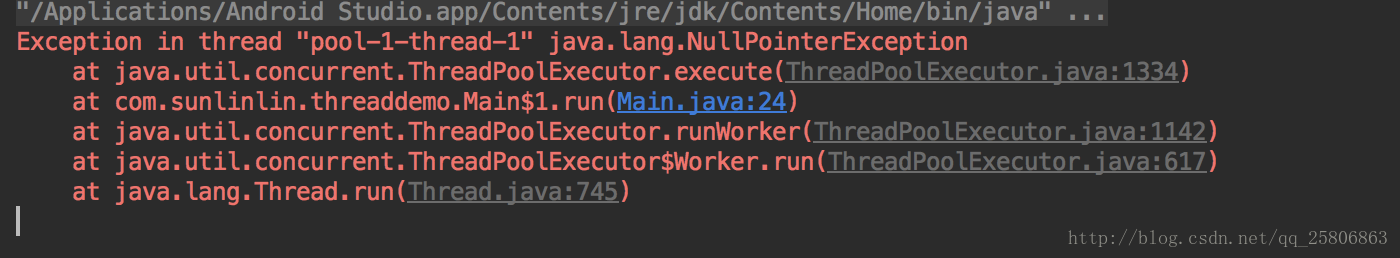 "/Applications/Android Studio.app/Contents/jre/jdk/Contents/Home/bin/java" ...
Exception in thread "pool-1-thread-1" java.lang.NullPointerException
at java.util.concurrent.ThreadPoolExecutor.execute(ThreadPoolExecutor.java:1334)
at com.sunlinlin.threaddemo.Main$1.run(Main.java:24)
at java.util.concurrent.ThreadPoolExecutor.runWorker(ThreadPoolExecutor.java:1142)
at java.util.concurrent.ThreadPoolExecutor$Worker.run(ThreadPoolExecutor.java:617)
at java.lang.Thread.run(Thread.java:745)
http://blog.csdn.net/qq_25806863